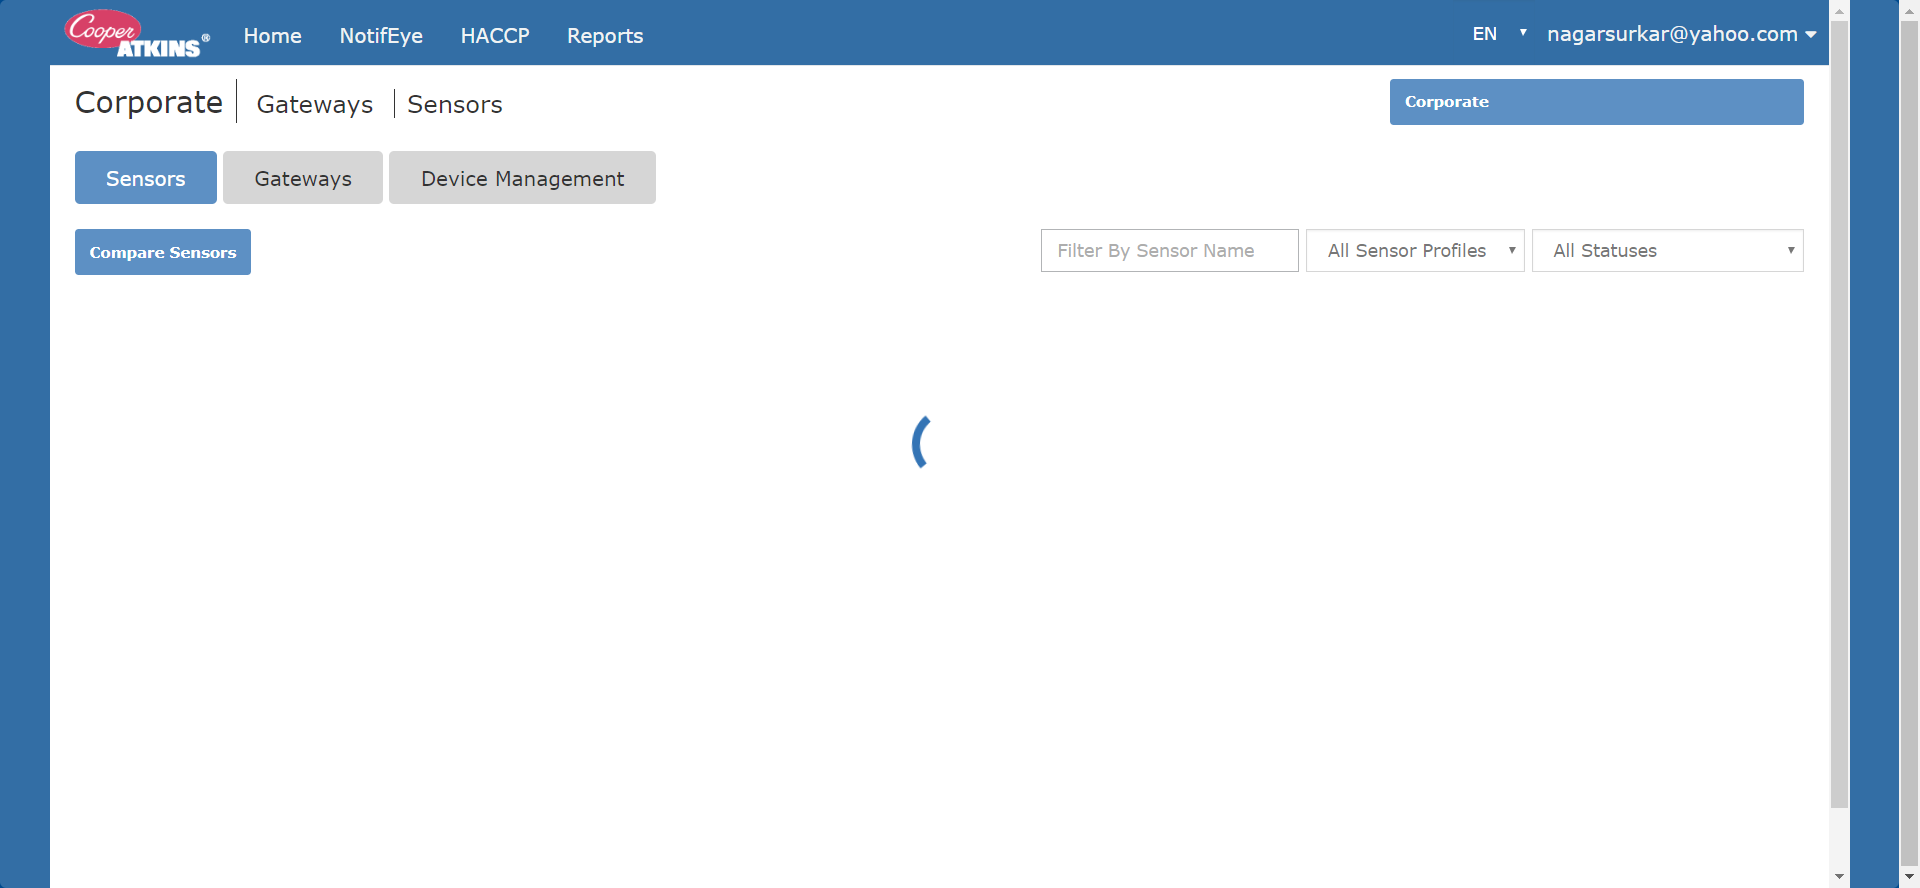 Cooper ATKINS® Home NotifEye HACCP Reports EN nagarsurkar@yahoo.com
Corporate Gateways Sensors Corporate
Sensors Gateways Device Management
Compare Sensors Filter By Sensor Name All Sensor Profiles All Statuses